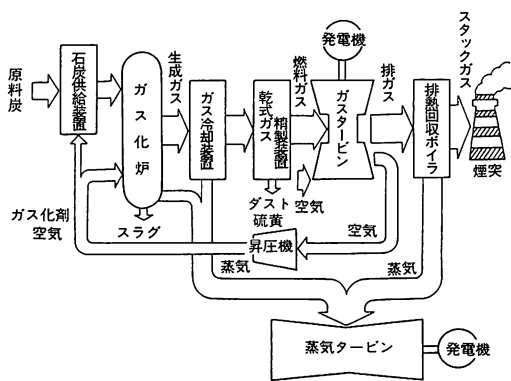 発電機
スタックガス
原料炭
石炭供給装置
ガス化炉
生成ガス
ガス冷却装置
乾式ガス
精製装置
燃料ガス
ガスタービン
排ガス
排熱回収ボイラ
煙突
空気
ダスト
硫黄
スラグ
ガス化剤
空気
昇圧機
空気
蒸気
蒸気
蒸気タービン
発電機